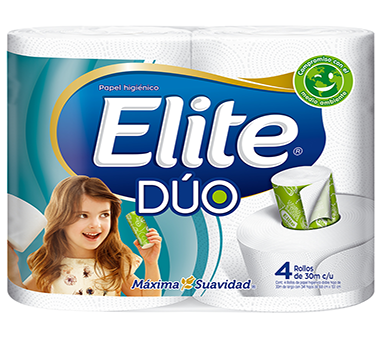 Compromiso con el
medio ambiente
Papel higiénico
Elite®
DÚO
4 Rollos
de 30m c/u
Máxima Suavidad